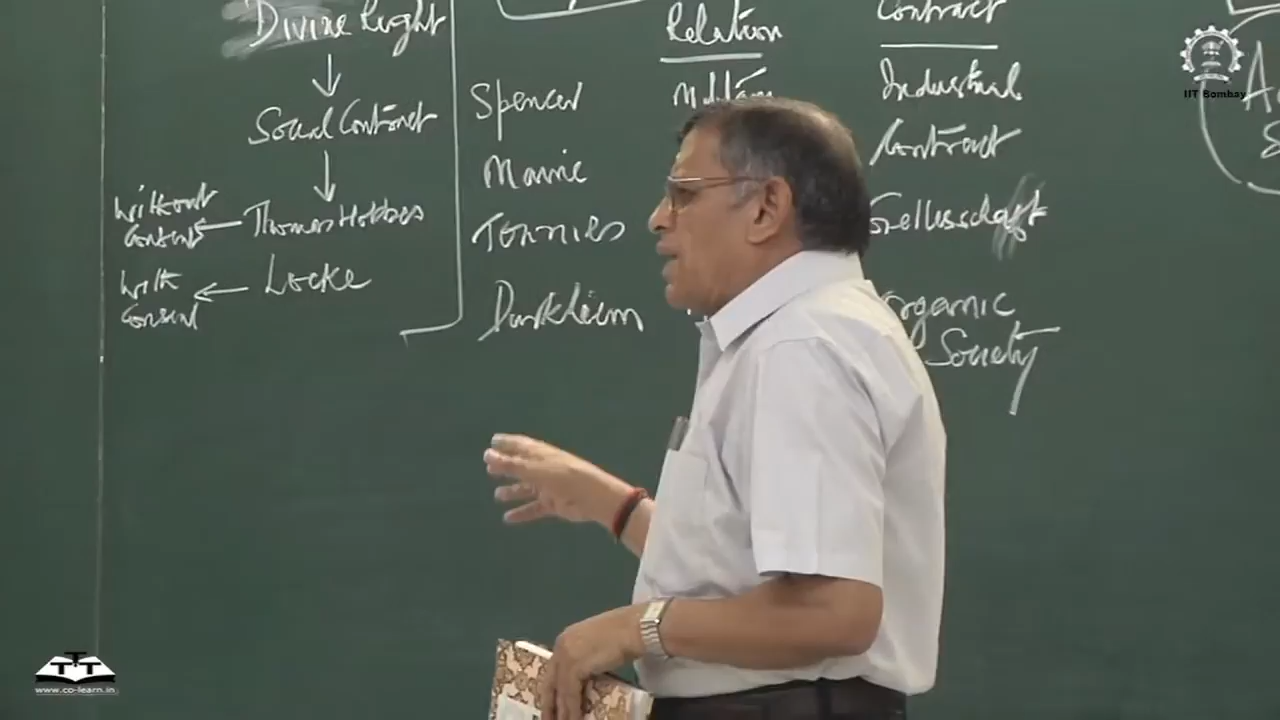 Divine Right
Social Contract
Thomas Hobbes
Without
Consent
Locke
With
Consent
Relation
Contract
Spencer
Industrial
Maine
Contract
Tonnies
Gellesschaft
Durkheim
Organic
Society
IIT Bombay
www.co-learn.in